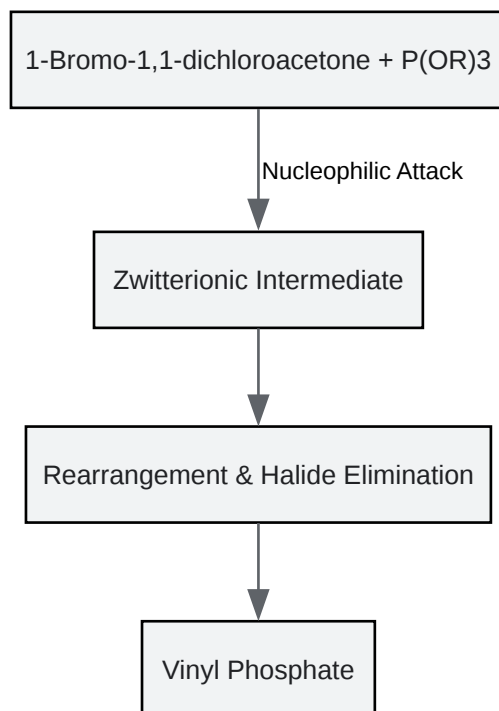 1-Bromo-1,1-dichloroacetone + P(OR)3
Nucleophilic Attack
Zwitterionic Intermediate
Rearrangement & Halide Elimination
Vinyl Phosphate